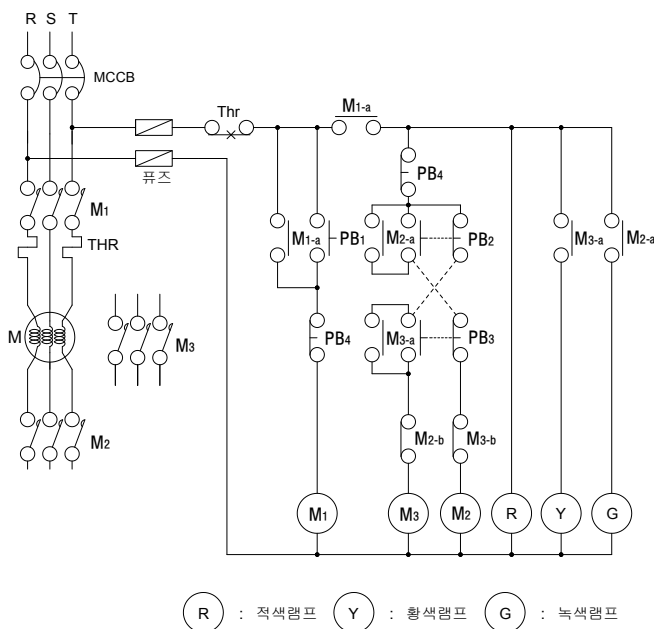 R S T
MCCB
Thr
M1-a
퓨즈
PB4
M1
M1-a
PB1
M2-a
PB2
M3-a
M2-a
THR
M
M3
PB4
M3-a
PB3
M2
M2-b
M3-b
M1
M3
M2
R
Y
G
R : 적색램프 Y : 황색램프 G : 녹색램프